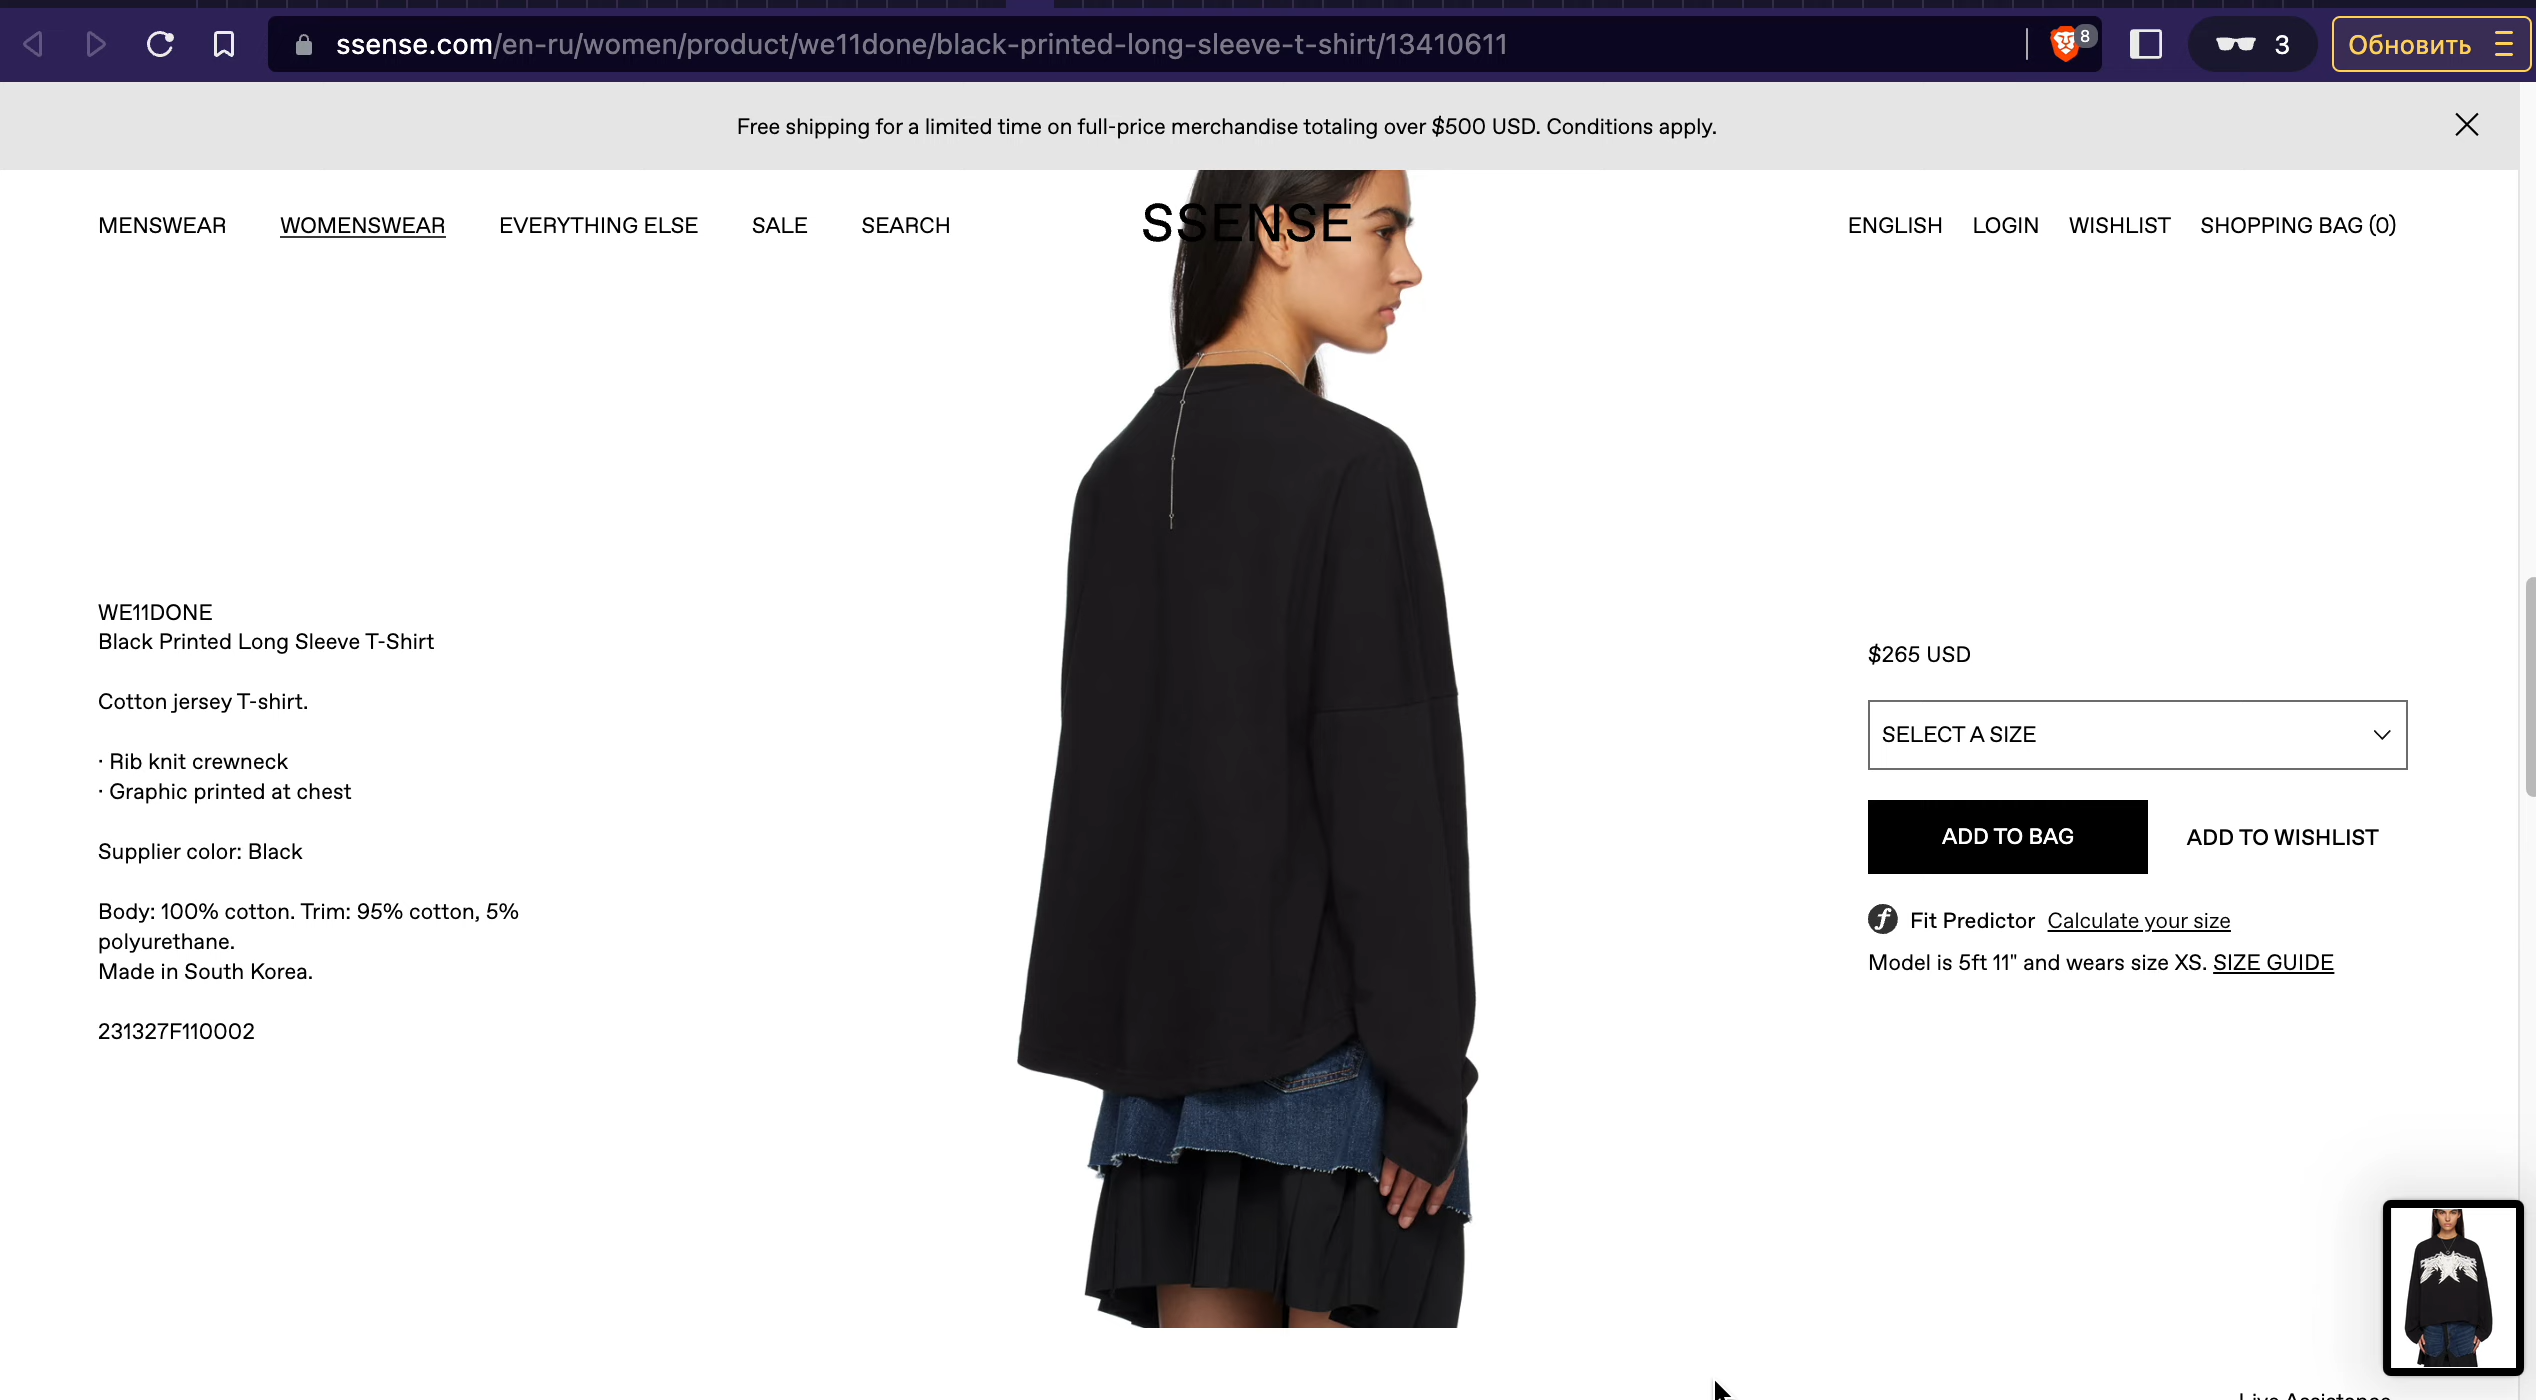 ssense.com/en-ru/women/product/we11done/black-printed-long-sleeve-t-shirt/13410611
8
3
Обновить
Free shipping for a limited time on full-price merchandise totaling over $500 USD. Conditions apply.
MENSWEAR WOMENSWEAR EVERYTHING ELSE SALE SEARCH
SSENSE
ENGLISH LOGIN WISHLIST SHOPPING BAG (0)
WE11DONE
Black Printed Long Sleeve T-Shirt
Cotton jersey T-shirt.
· Rib knit crewneck
· Graphic printed at chest
Supplier color: Black
Body: 100% cotton. Trim: 95% cotton, 5%
polyurethane.
Made in South Korea.
231327F110002
$265 USD
SELECT A SIZE
ADD TO BAG ADD TO WISHLIST
Fit Predictor Calculate your size
Model is 5ft 11" and wears size XS. SIZE GUIDE